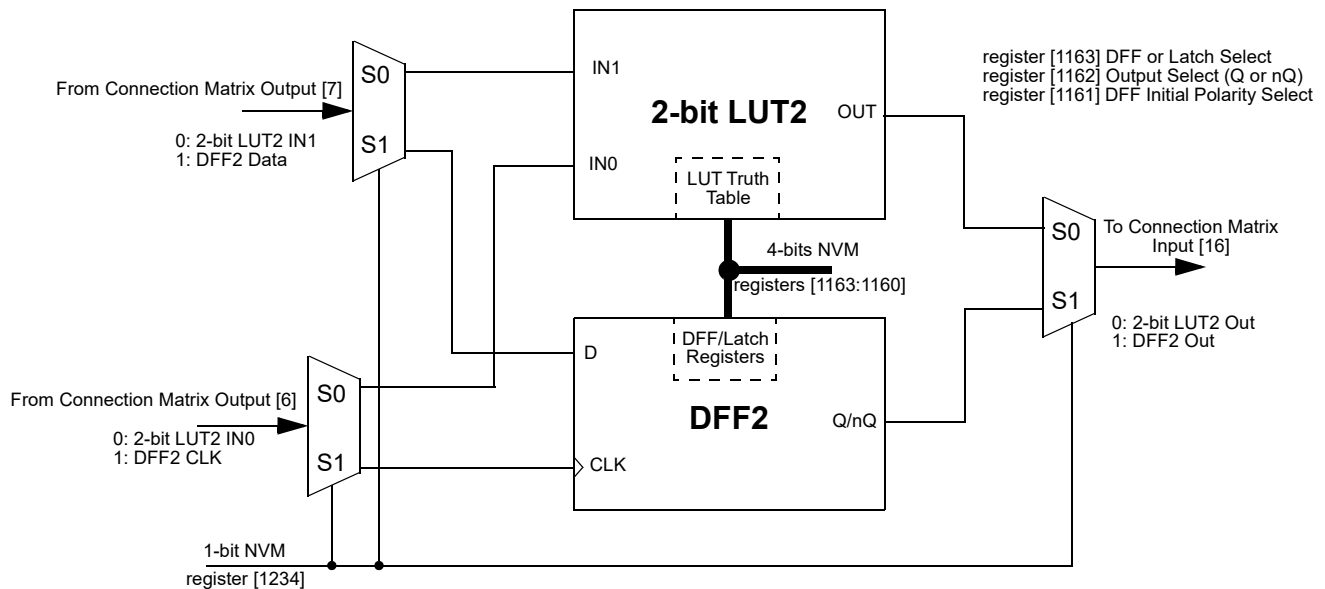 register [1163] DFF or Latch Select
register [1162] Output Select (Q or nQ)
register [1161] DFF Initial Polarity Select
From Connection Matrix Output [7]
0: 2-bit LUT2 IN1
1: DFF2 Data
S0
S1
IN1
IN0
2-bit LUT2
OUT
LUT Truth
Table
4-bits NVM
registers [1163:1160]
S0
S1
To Connection Matrix
Input [16]
0: 2-bit LUT2 Out
1: DFF2 Out
From Connection Matrix Output [6]
0: 2-bit LUT2 IN0
1: DFF2 CLK
S0
S1
D
DFF/Latch
Registers
DFF2
Q/nQ
CLK
1-bit NVM
register [1234]